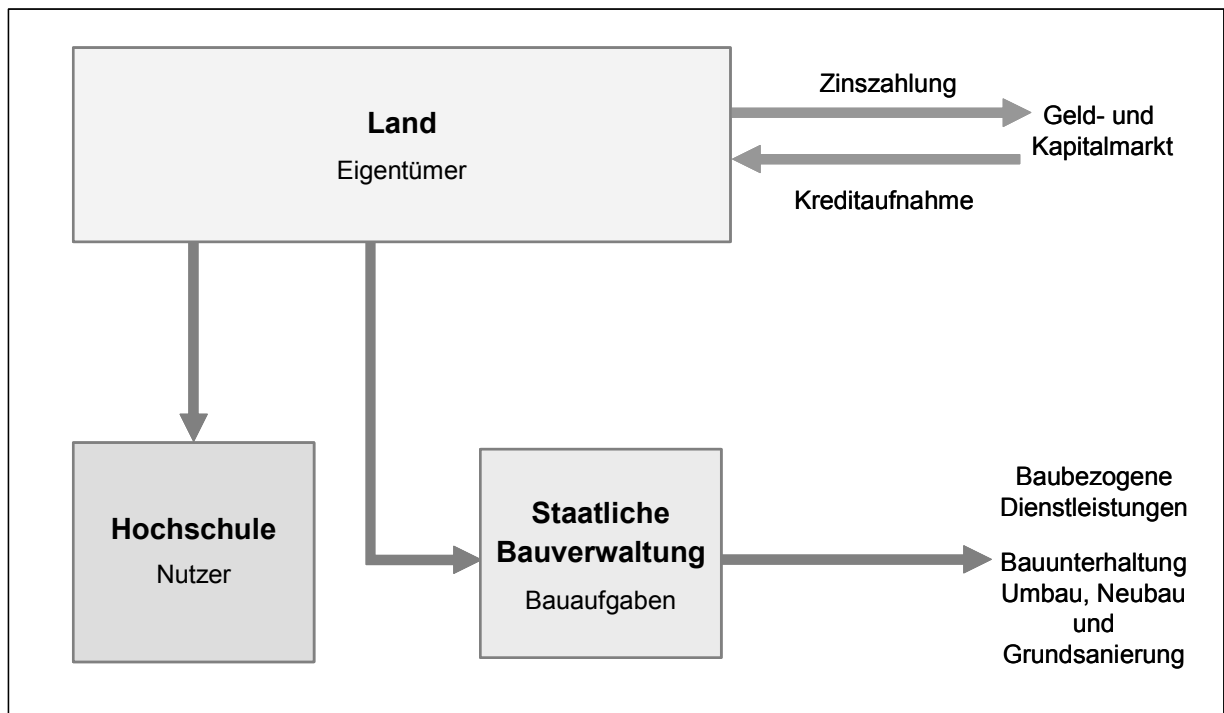 Land
Eigentümer
Zinszahlung
Geld- und
Kapitalmarkt
Kreditaufnahme
Hochschule
Nutzer
Staatliche
Bauverwaltung
Bauaufgaben
Baubezogene
Dienstleistungen
Bauunterhaltung
Umbau, Neubau
und
Grundsanierung